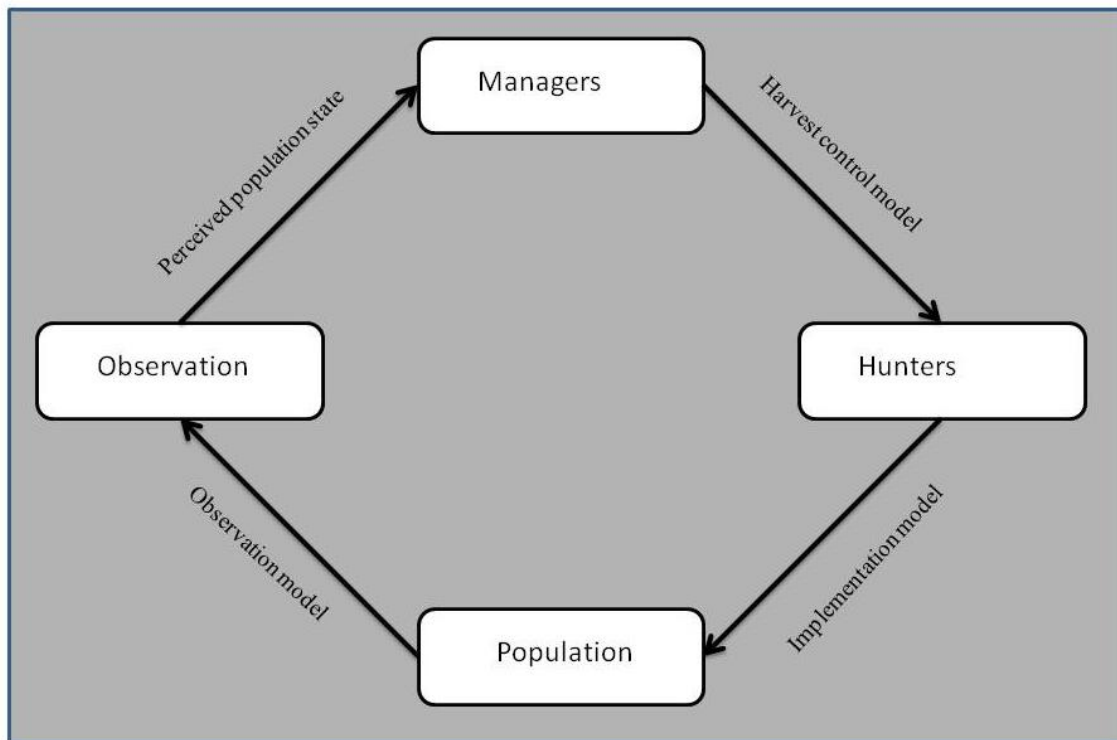 Managers
Perceived population state
Harvest control model
Observation
Hunters
Observation model
Implementation model
Population